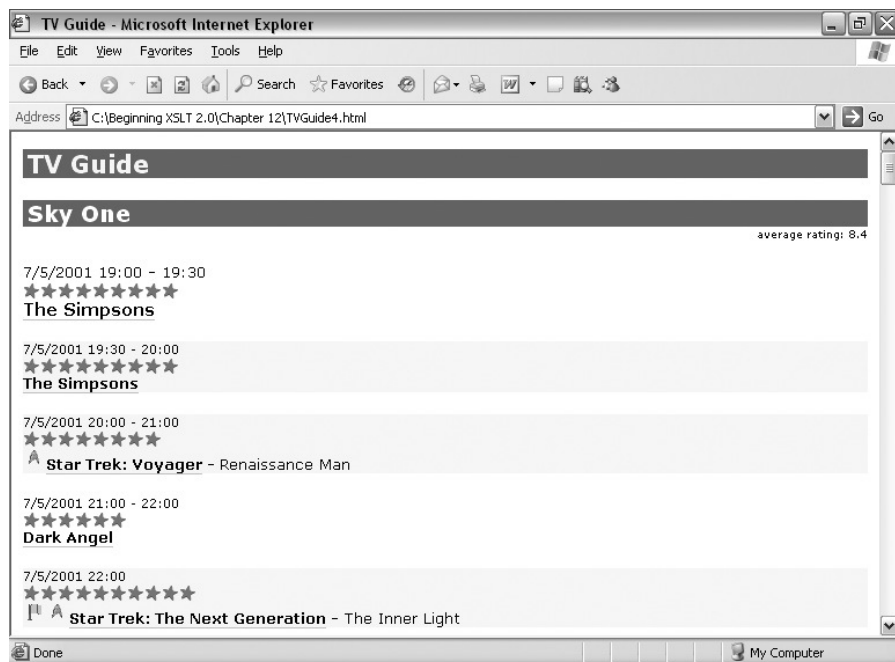 TV Guide - Microsoft Internet Explorer
File Edit View Favorites Tools Help
Back Search Favorites
Address C:\Beginning XSLT 2.0\Chapter 12\TVGuide4.html Go
TV Guide
Sky One
average rating: 8.4
7/5/2001 19:00 - 19:30
The Simpsons
7/5/2001 19:30 - 20:00
The Simpsons
7/5/2001 20:00 - 21:00
Star Trek: Voyager - Renaissance Man
7/5/2001 21:00 - 22:00
Dark Angel
7/5/2001 22:00
Star Trek: The Next Generation - The Inner Light
Done My Computer